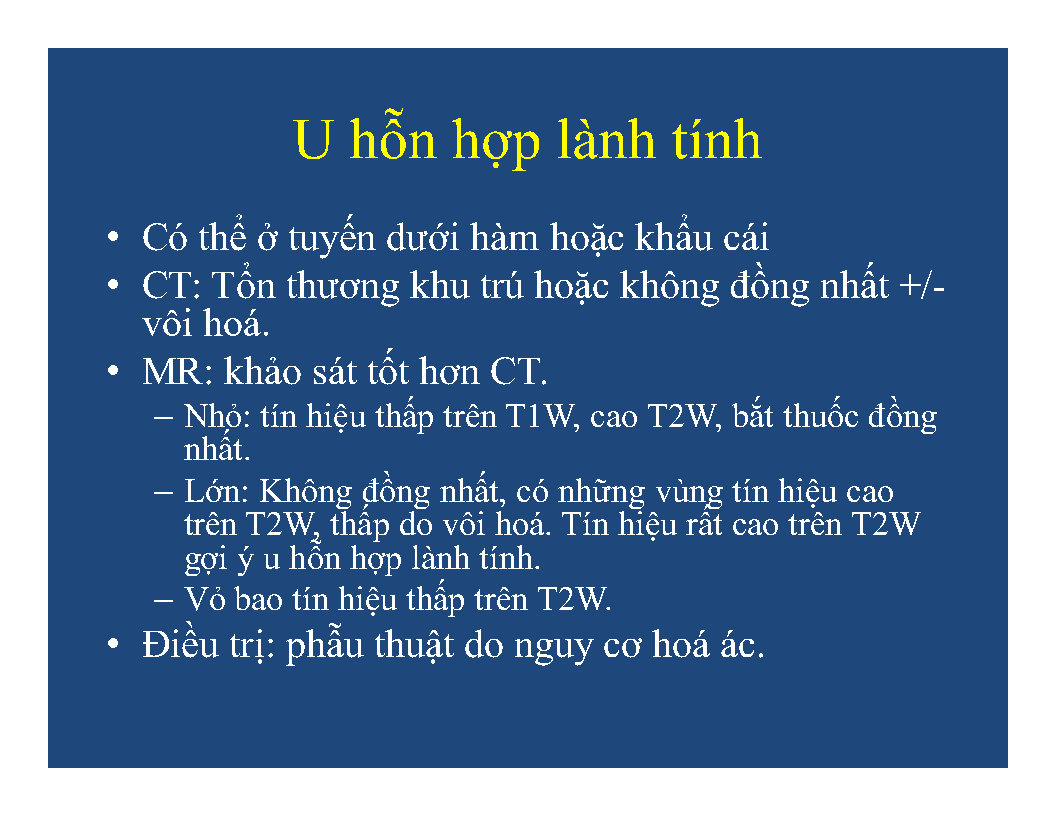 U hỗn hợp lành tính
• Có thể ở tuyến dưới hàm hoặc khẩu cái
• CT: Tổn thương khu trú hoặc không đồng nhất +/-
vôi hoá.
• MR: khảo sát tốt hơn CT.
– Nhỏ: tín hiệu thấp trên T1W, cao T2W, bắt thuốc đồng
nhất.
– Lớn: Không đồng nhất, có những vùng tín hiệu cao
trên T2W, thấp do vôi hoá. Tín hiệu rất cao trên T2W
gợi ý u hỗn hợp lành tính.
– Vỏ bao tín hiệu thấp trên T2W.
• Điều trị: phẫu thuật do nguy cơ hoá ác.